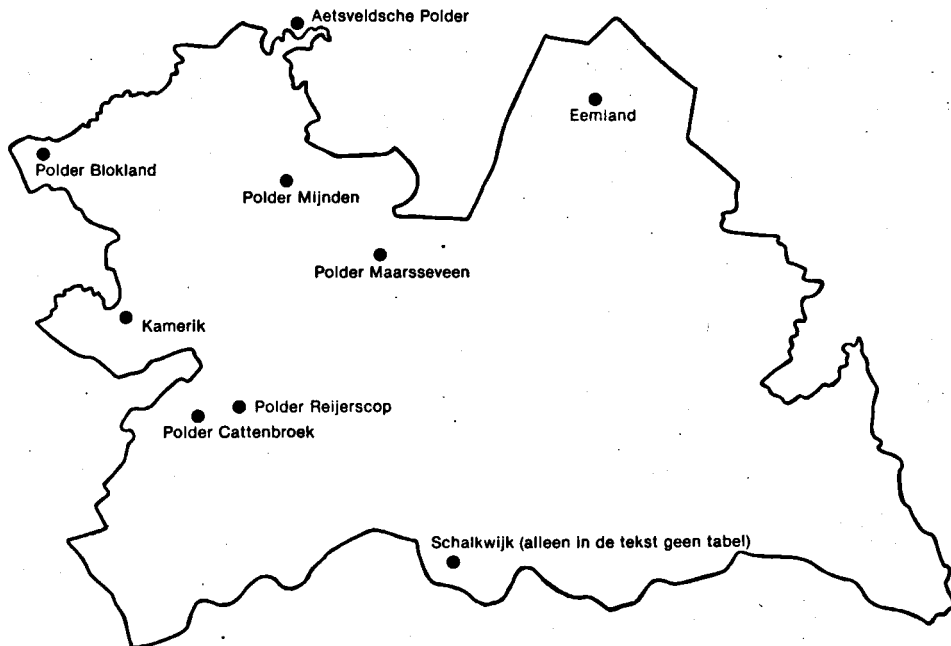 Aetsveldsche Polder
Eemland
Polder Blokland
Polder Mijnden
Polder Maarsseveen
Kamerik
Polder Reijerscop
Polder Cattenbroek
Schalkwijk (alleen in de tekst geen tabel)